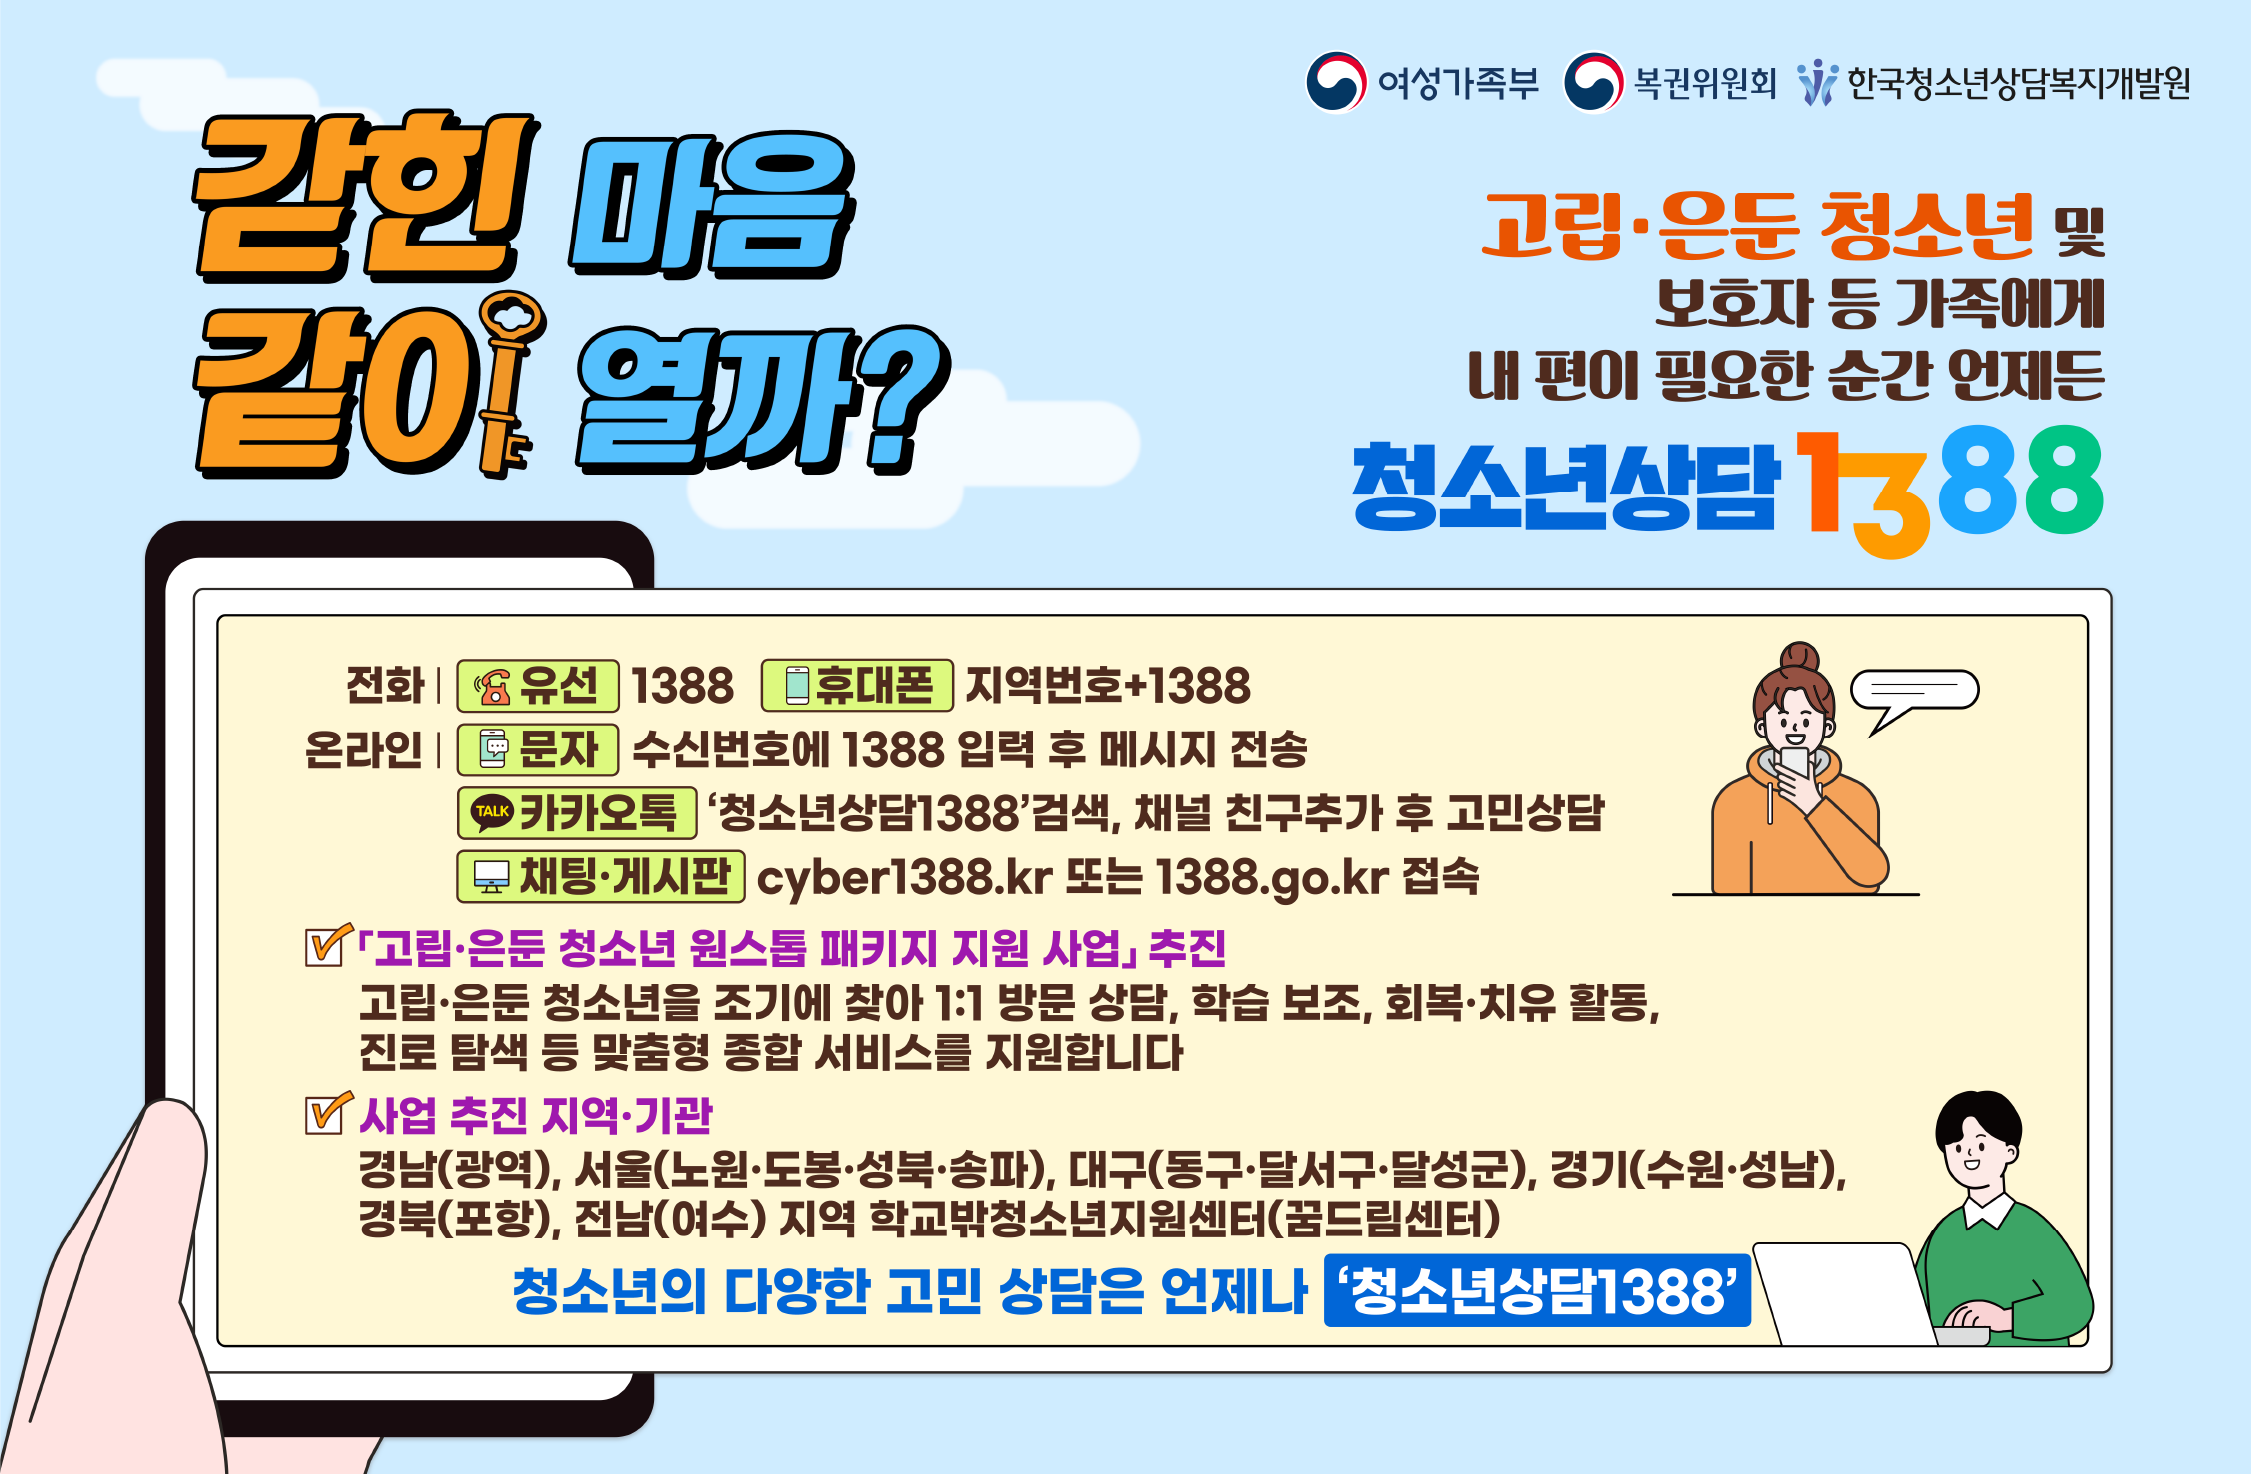 여성가족부 복권위원회 한국청소년상담복지개발원
갇힌 마음
같이 열까?
고립·은둔 청소년 및
보호자 등 가족에게
내 편이 필요한 순간 언제든
청소년상담1388
전화 | 유선 1388 휴대폰 지역번호+1388
온라인 | 문자 수신번호에 1388 입력 후 메시지 전송
TALK 카카오톡 ‘청소년상담1388’검색, 채널 친구추가 후 고민상담
채팅·게시판 cyber1388.kr 또는 1388.go.kr 접속
「고립·은둔 청소년 원스톱 패키지 지원 사업」 추진
고립·은둔 청소년을 조기에 찾아 1:1 방문 상담, 학습 보조, 회복·치유 활동,
진로 탐색 등 맞춤형 종합 서비스를 지원합니다
사업 추진 지역·기관
경남(광역), 서울(노원·도봉·성북·송파), 대구(동구·달서구·달성군), 경기(수원·성남),
경북(포항), 전남(여수) 지역 학교밖청소년지원센터(꿈드림센터)
청소년의 다양한 고민 상담은 언제나 ‘청소년상담1388’